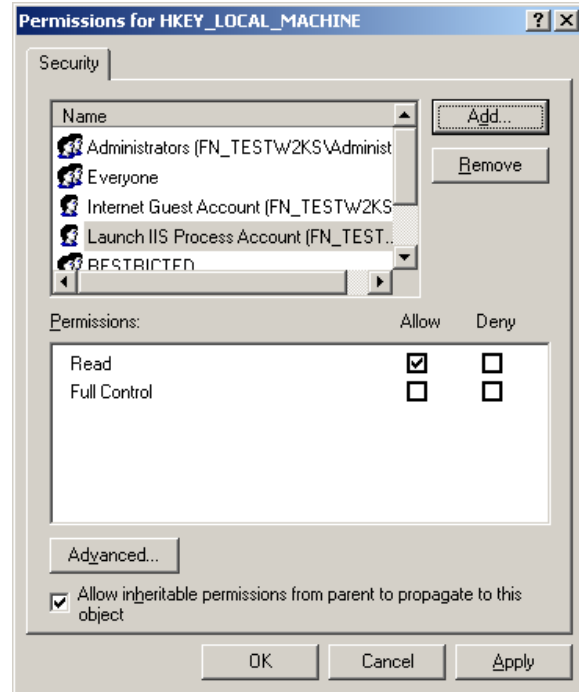 Permissions for HKEY_LOCAL_MACHINE
Security
Name
Add...
Administrators (FN_TESTW2KS\Administ
Everyone
Remove
Internet Guest Account (FN_TESTW2KS
Launch IIS Process Account (FN_TEST...
RESTRICTED
Permissions: Allow Deny
Read
Full Control
Advanced...
Allow inheritable permissions from parent to propagate to this
object
OK Cancel Apply